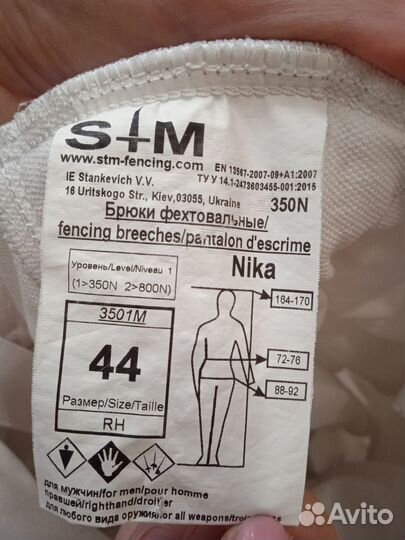 STM
www.stm-fencing.com
EN 13567-2007-09+A1:2007
IE Stankevich V.V.
ТУ У 14.1-2473603455-001:2015
16 Uritskogo Str., Kiev,03055, Ukraine
350N
Брюки фехтовальные/
fencing breeches/pantalon d'escrime
Nika
Уровень/Level/Niveau 1
(1>350N 2>800N)
164-170
3501M
44
72-76
88-92
Размер/Size/Taille
RH
для мужчин/for men/pour homme
правшей/righthand/droitier
для любого вида оружия/for all weapons/trois
Avito